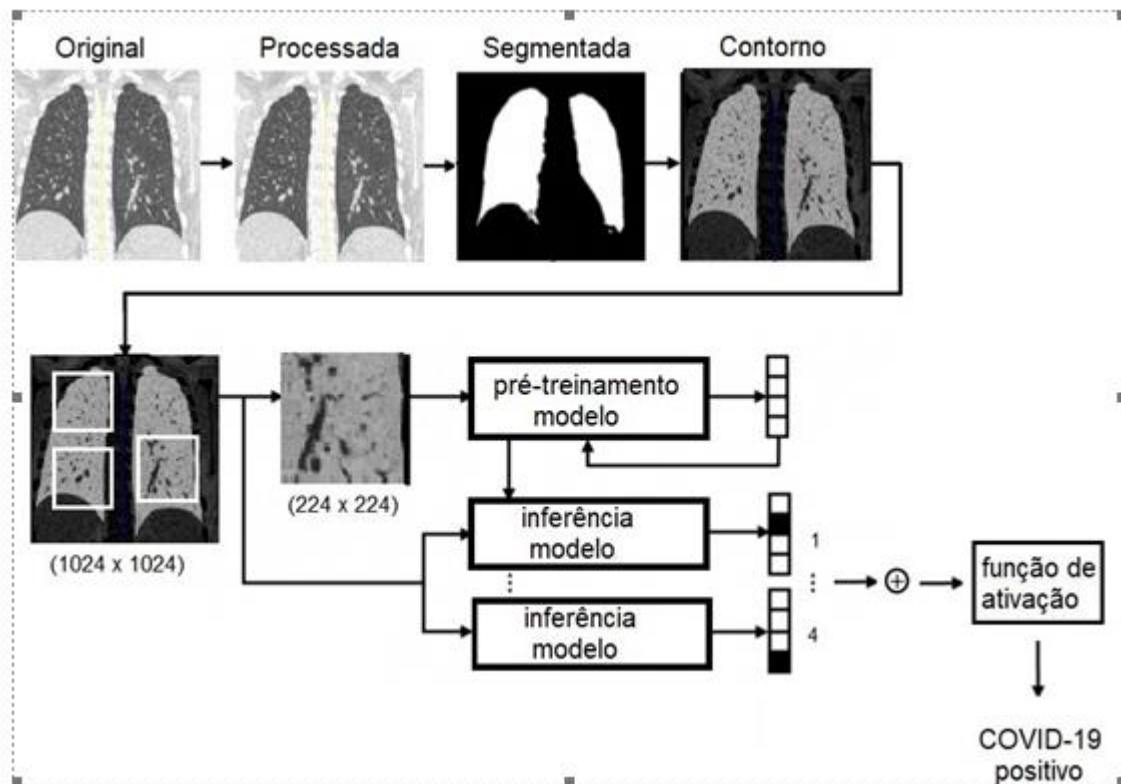 Original
Processada
Segmentada
Contorno
pré-treinamento
modelo
(224 x 224)
(1024 x 1024)
inferência
modelo
1
inferência
modelo
4
função de
ativação
COVID-19
positivo